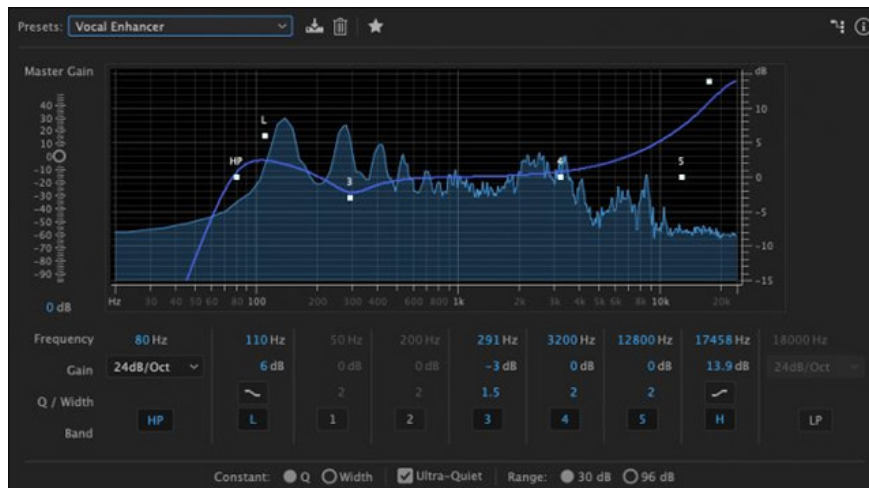 Presets: Vocal Enhancer
Master Gain
dB
40
30
20
10
0
-10
-20
-30
-40
-50
-60
-70
-80
-90
0 dB
L
HP
3
4
5
10
5
0
-5
-10
-15
Hz 30 40 50 60 80 100 200 300 400 600 800 1k 2k 3k 4k 5k 6k 8k 10k 20k
Frequency 80 Hz 110 Hz 50 Hz 200 Hz 291 Hz 3200 Hz 12800 Hz 17458 Hz 18000 Hz
Gain 24dB/Oct 6 dB 0 dB 0 dB -3 dB 0 dB 0 dB 13.9 dB 24dB/Oct
Q / Width 2 2 1.5 2 2
Band HP L 1 2 3 4 5 H LP
Constant: Q Width Ultra-Quiet Range: 30 dB 96 dB